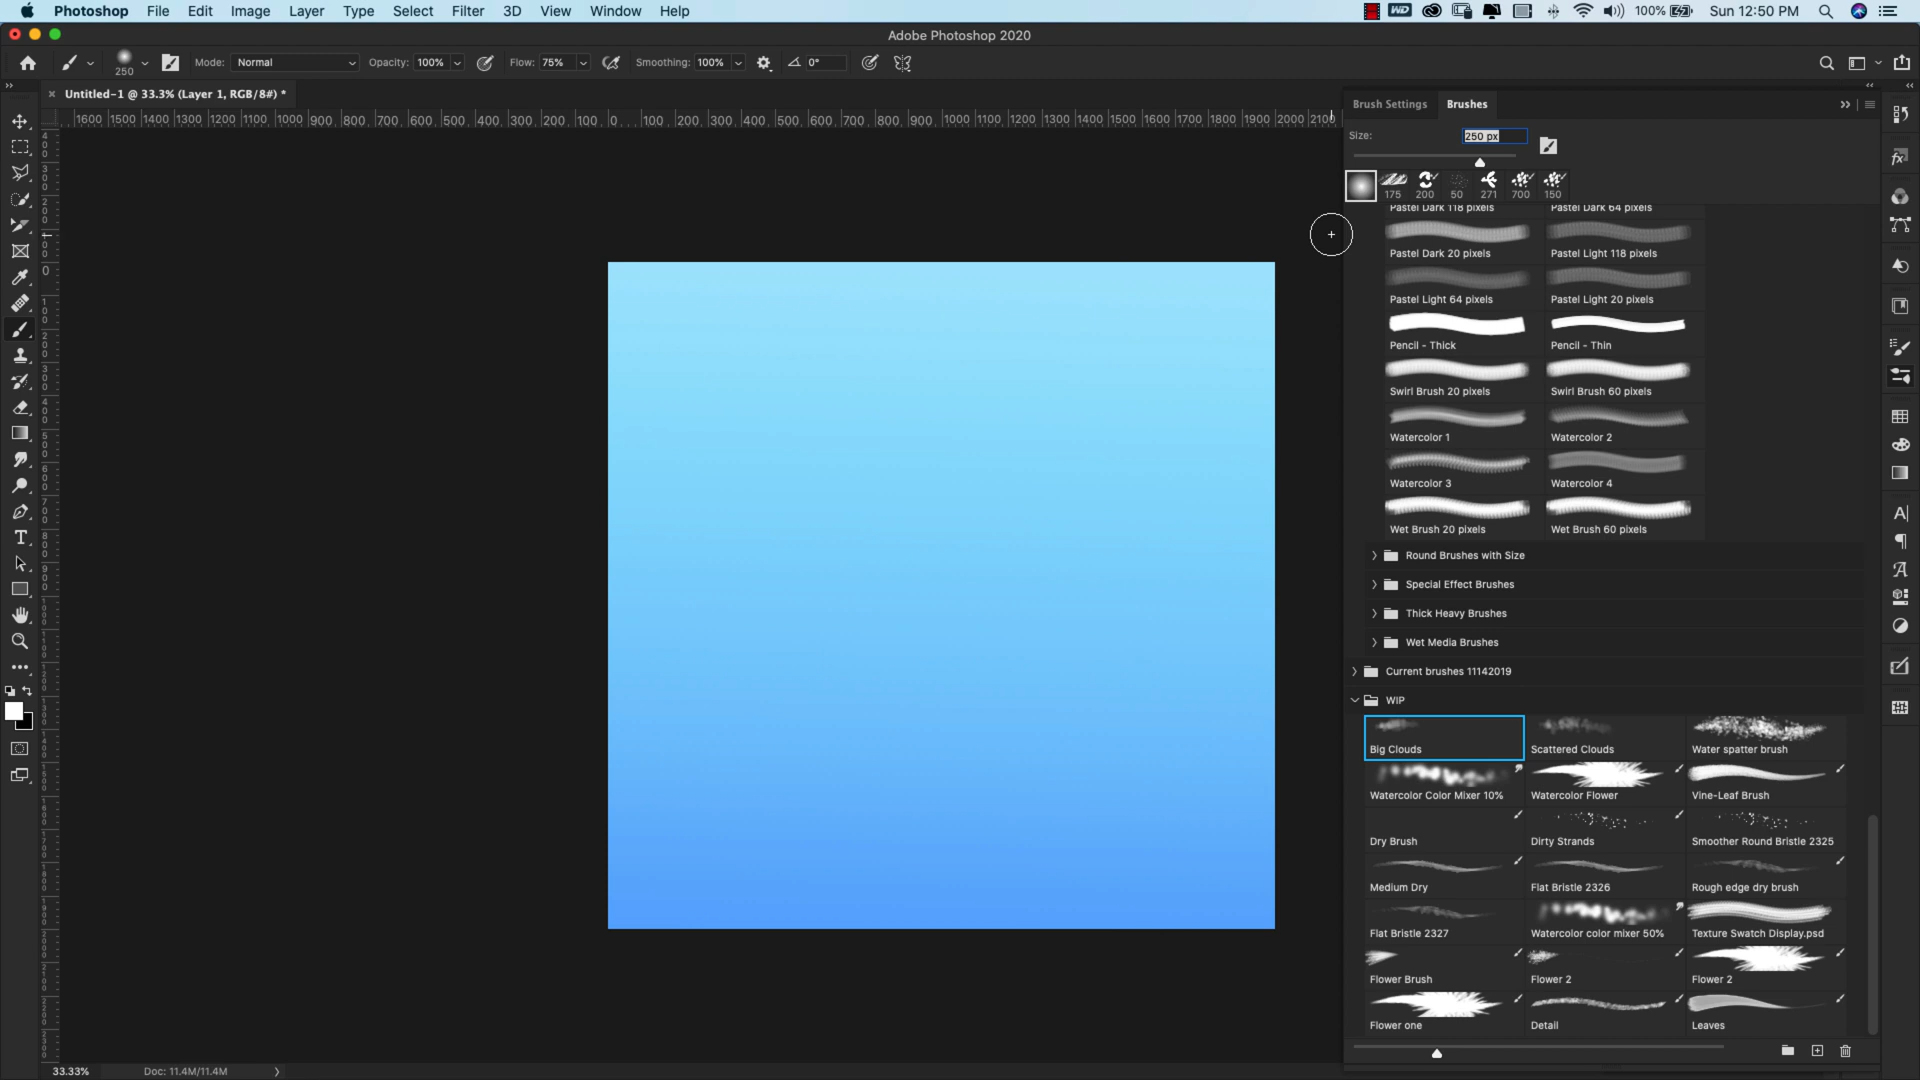 Photoshop File Edit Image Layer Type Select Filter 3D View Window Help
WD 100% Sun 12:50 PM
Adobe Photoshop 2020
250 Mode: Normal Opacity: 100% Flow: 75% Smoothing: 100% 0°
Untitled-1 @ 33.3% (Layer 1, RGB/8#) *
1600 1500 1400 1300 1200 1100 1000 900 800 700 600 500 400 300 200 100 0 100 200 300 400 500 600 700 800 900 1000 1100 1200 1300 1400 1500 1600 1700 1800 1900 2000 2100
Brush Settings Brushes
Size: 250 px
175 200 50 271 700 150
Pastel Dark 118 pixels Pastel Dark 64 pixels
Pastel Dark 20 pixels Pastel Light 118 pixels
Pastel Light 64 pixels Pastel Light 20 pixels
Pencil - Thick Pencil - Thin
Swirl Brush 20 pixels Swirl Brush 60 pixels
Watercolor 1 Watercolor 2
Watercolor 3 Watercolor 4
Wet Brush 20 pixels Wet Brush 60 pixels
Round Brushes with Size
Special Effect Brushes
Thick Heavy Brushes
Wet Media Brushes
Current brushes 11142019
WIP
Big Clouds Scattered Clouds Water spatter brush
Watercolor Color Mixer 10% Watercolor Flower Vine-Leaf Brush
Dry Brush Dirty Strands Smoother Round Bristle 2325
Medium Dry Flat Bristle 2326 Rough edge dry brush
Flat Bristle 2327 Watercolor color mixer 50% Texture Swatch Display.psd
Flower Brush Flower 2 Flower 2
Flower one Detail Leaves
33.33% Doc: 11.4M/11.4M